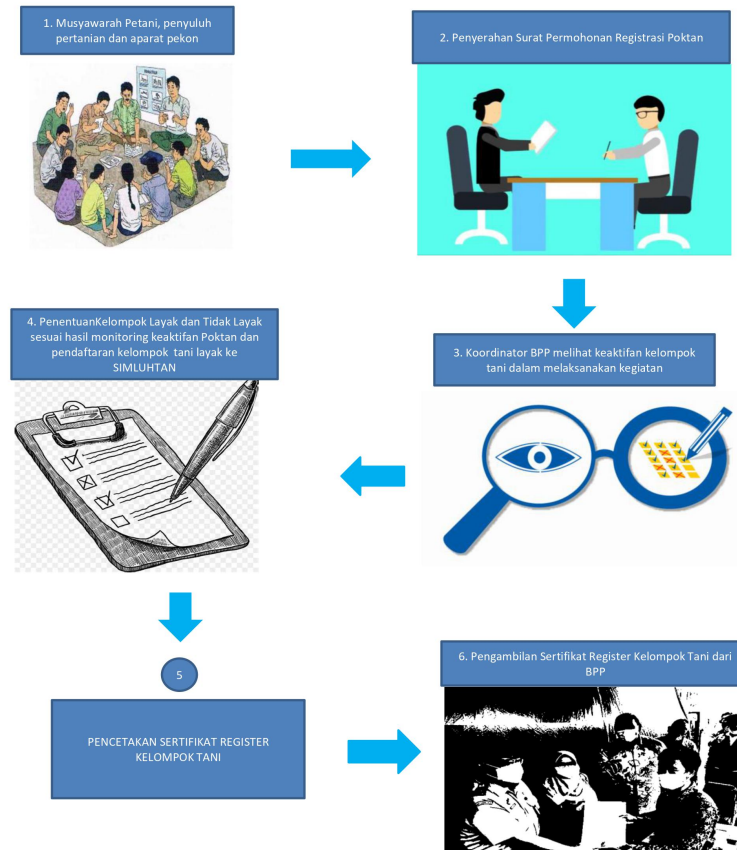 1. Musyawarah Petani, penyuluh
pertanian dan aparat pekon
2. Penyerahan Surat Permohonan Registrasi Poktan
3. Koordinator BPP melihat keaktifan kelompok
tani dalam melaksanakan kegiatan
4. PenentuanKelompok Layak dan Tidak Layak
sesuai hasil monitoring keaktifan Poktan dan
pendaftaran kelompok tani layak ke
SIMLUHTAN
5
PENCETAKAN SERTIFIKAT REGISTER
KELOMPOK TANI
6. Pengambilan Sertifikat Register Kelompok Tani dari
BPP